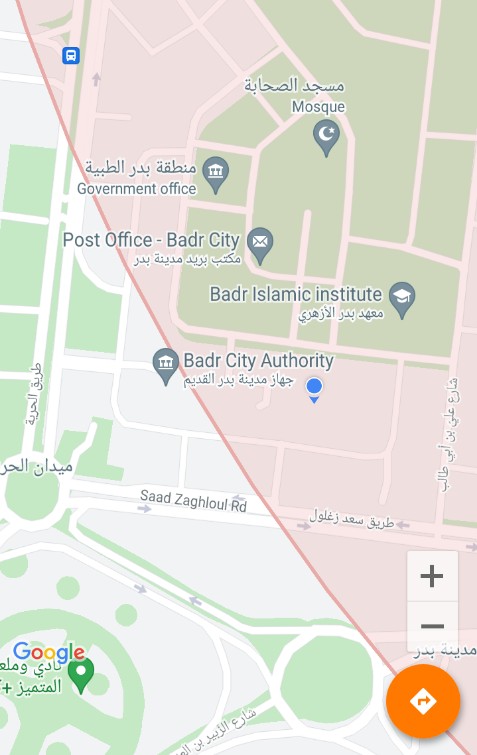 مسجد الصحابة
Mosque
منطقة بدر الطبية
Government office
Post Office - Badr City
مكتب بريد مدينة بدر
Badr Islamic institute
معهد بدر الأزهري
Badr City Authority
جهاز مدينة بدر القديم
طريق الحرية
شارع علي بن أبي طالب
ميدان الحر
Saad Zaghloul Rd
طريق سعد زغلول
مدينة بدر
Google
نادي وملع
المتميز +
شارع الزبير بن الع